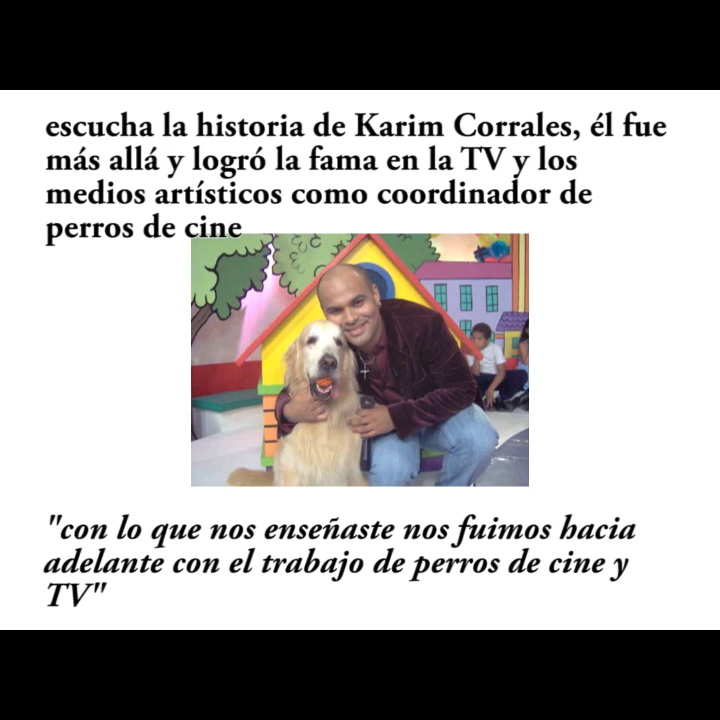 escucha la historia de Karim Corrales, él fue
más allá y logró la fama en la TV y los
medios artísticos como coordinador de
perros de cine
"con lo que nos enseñaste nos fuimos hacia
adelante con el trabajo de perros de cine y
TV"